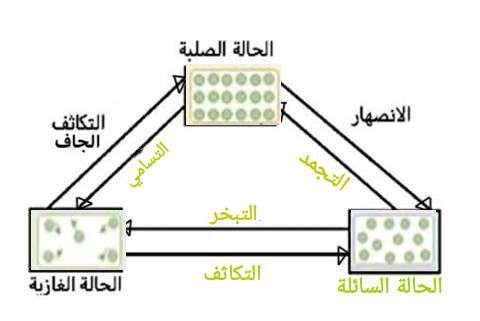 الحالة الصلبة
الانصهار
التكاثف
الجاف
التسامي
التجمد
التبخر
التكاثف
الحالة السائلة
الحالة الغازية